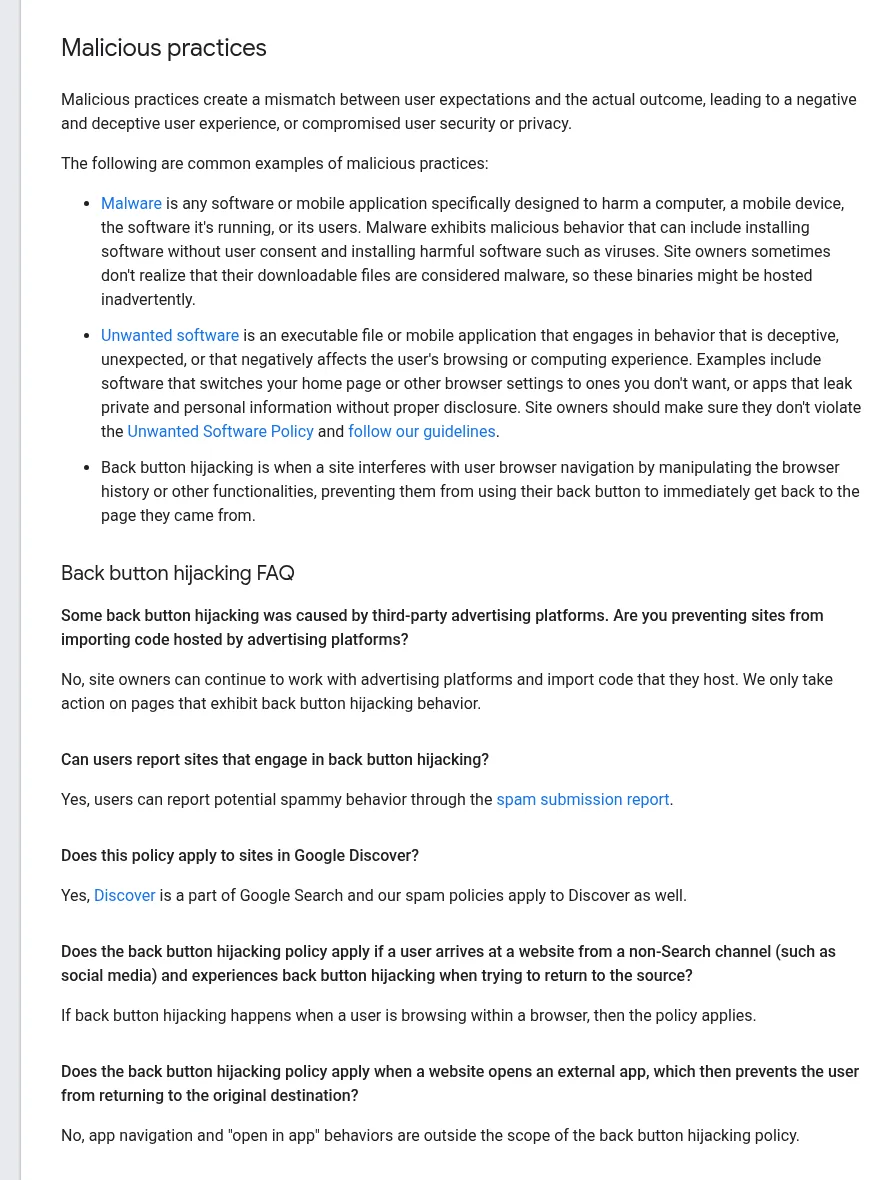 Malicious practices
Malicious practices create a mismatch between user expectations and the actual outcome, leading to a negative
and deceptive user experience, or compromised user security or privacy.
The following are common examples of malicious practices:
• Malware is any software or mobile application specifically designed to harm a computer, a mobile device,
the software it's running, or its users. Malware exhibits malicious behavior that can include installing
software without user consent and installing harmful software such as viruses. Site owners sometimes
don't realize that their downloadable files are considered malware, so these binaries might be hosted
inadvertently.
• Unwanted software is an executable file or mobile application that engages in behavior that is deceptive,
unexpected, or that negatively affects the user's browsing or computing experience. Examples include
software that switches your home page or other browser settings to ones you don't want, or apps that leak
private and personal information without proper disclosure. Site owners should make sure they don't violate
the Unwanted Software Policy and follow our guidelines.
• Back button hijacking is when a site interferes with user browser navigation by manipulating the browser
history or other functionalities, preventing them from using their back button to immediately get back to the
page they came from.
Back button hijacking FAQ
Some back button hijacking was caused by third-party advertising platforms. Are you preventing sites from
importing code hosted by advertising platforms?
No, site owners can continue to work with advertising platforms and import code that they host. We only take
action on pages that exhibit back button hijacking behavior.
Can users report sites that engage in back button hijacking?
Yes, users can report potential spammy behavior through the spam submission report.
Does this policy apply to sites in Google Discover?
Yes, Discover is a part of Google Search and our spam policies apply to Discover as well.
Does the back button hijacking policy apply if a user arrives at a website from a non-Search channel (such as
social media) and experiences back button hijacking when trying to return to the source?
If back button hijacking happens when a user is browsing within a browser, then the policy applies.
Does the back button hijacking policy apply when a website opens an external app, which then prevents the user
from returning to the original destination?
No, app navigation and "open in app" behaviors are outside the scope of the back button hijacking policy.